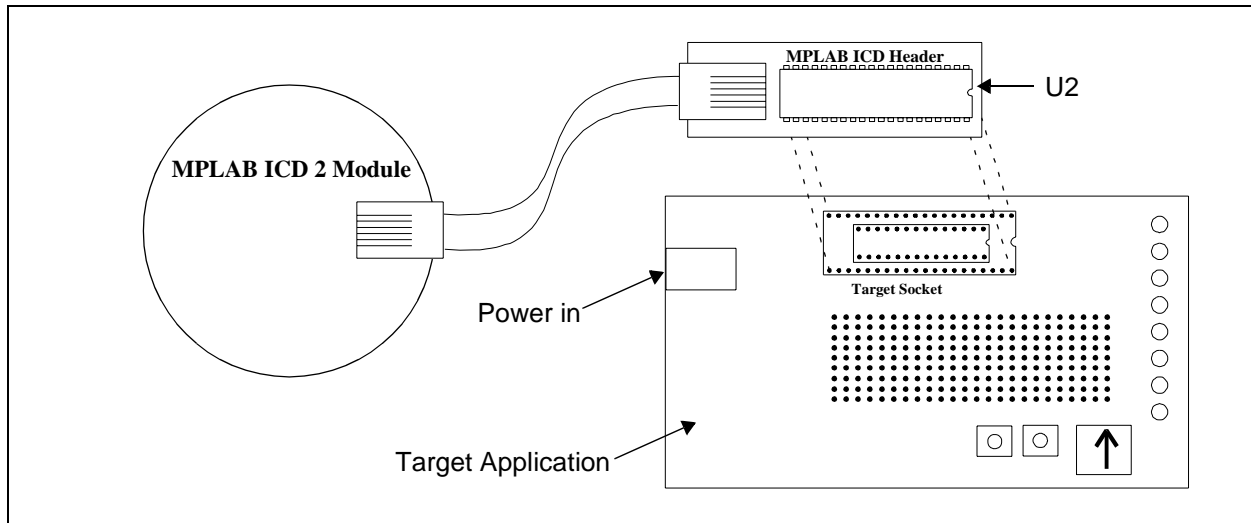 MPLAB ICD Header
U2
MPLAB ICD 2 Module
Target Socket
Power in
Target Application